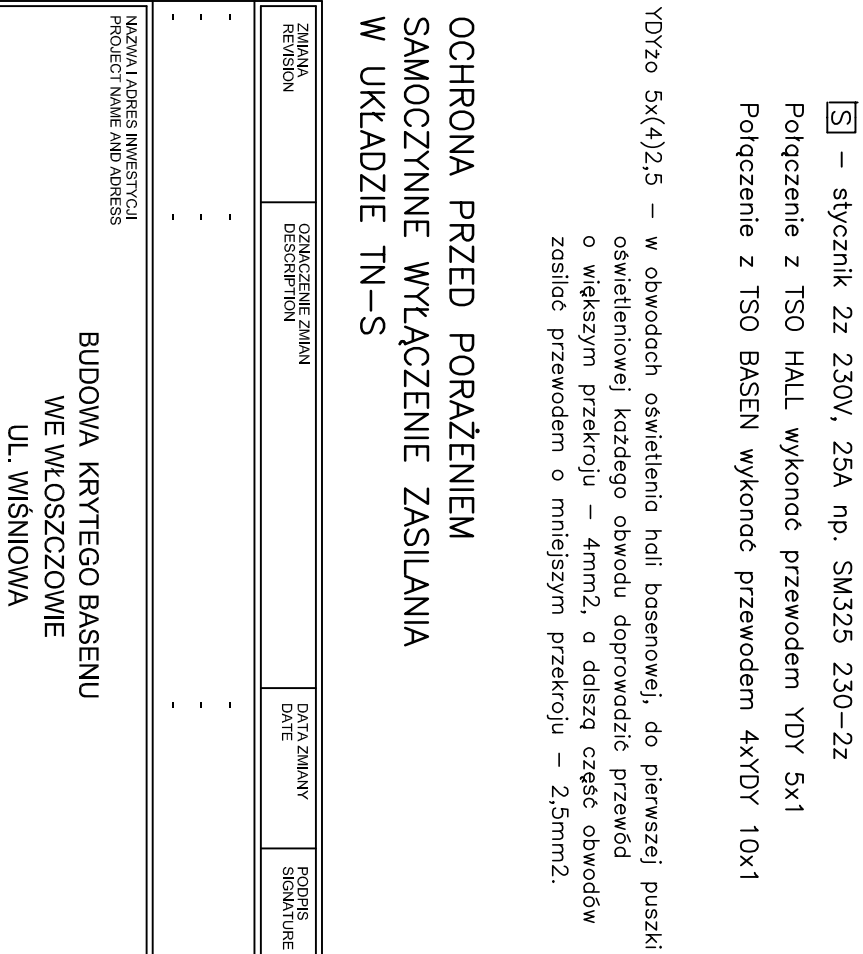 S – stycznik 2z 230V, 25A np. SM325 230–2z
Połączenie z TSO HALL wykonać przewodem YDY 5x1
Połączenie z TSO BASEN wykonać przewodem 4xYDY 10x1
YDYżo 5x(4)2,5 – w obwodach oświetlenia hali basenowej, do pierwszej puszki
oświetleniowej każdego obwodu doprowadzić przewód
o większym przekroju – 4mm2, a dalszą część obwodów
zasilać przewodem o mniejszym przekroju – 2,5mm2.
OCHRONA PRZED PORAŻENIEM
SAMOCZYNNE WYŁĄCZENIE ZASILANIA
W UKŁADZIE TN–S
ZMIANA
REVISION
OZNACZENIE ZMIAN
DESCRIPTION
DATA ZMIANY
DATE
PODPIS
SIGNATURE
- - -
- - -
- - -
NAZWA I ADRES INWESTYCJI
PROJECT NAME AND ADRESS
BUDOWA KRYTEGO BASENU
WE WŁOSZCZOWIE
UL. WIŚNIOWA